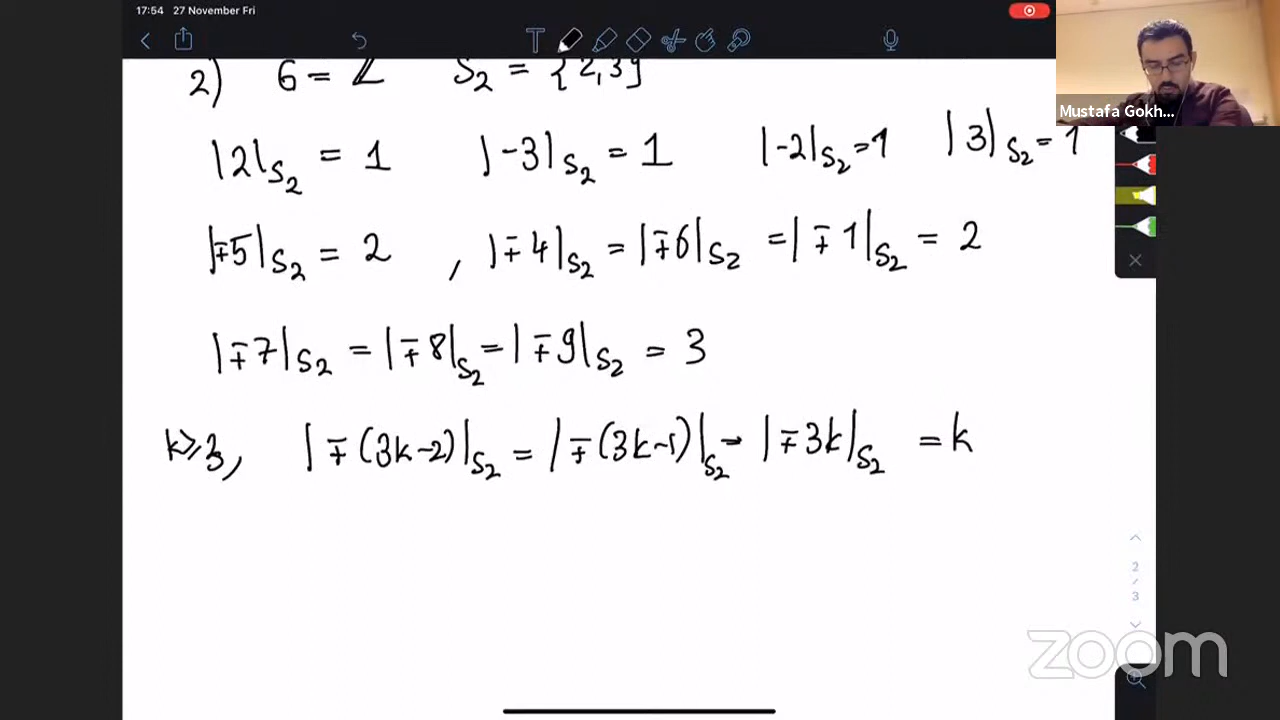 17:54 27 November Fri
2) G = ℤ S₂ = {2,3}
|2|S₂ = 1 |-3|S₂ = 1 |-2|S₂ = 1 |3|S₂ = 1
|∓5|S₂ = 2 , |∓4|S₂ = |∓6|S₂ = |∓1|S₂ = 2
|∓7|S₂ = |∓8|S₂ = |∓9|S₂ = 3
k≥3, |∓(3k-2)|S₂ = |∓(3k-1)|S₂ = |∓3k|S₂ = k
Mustafa Gokh...
2
/
3
zoom